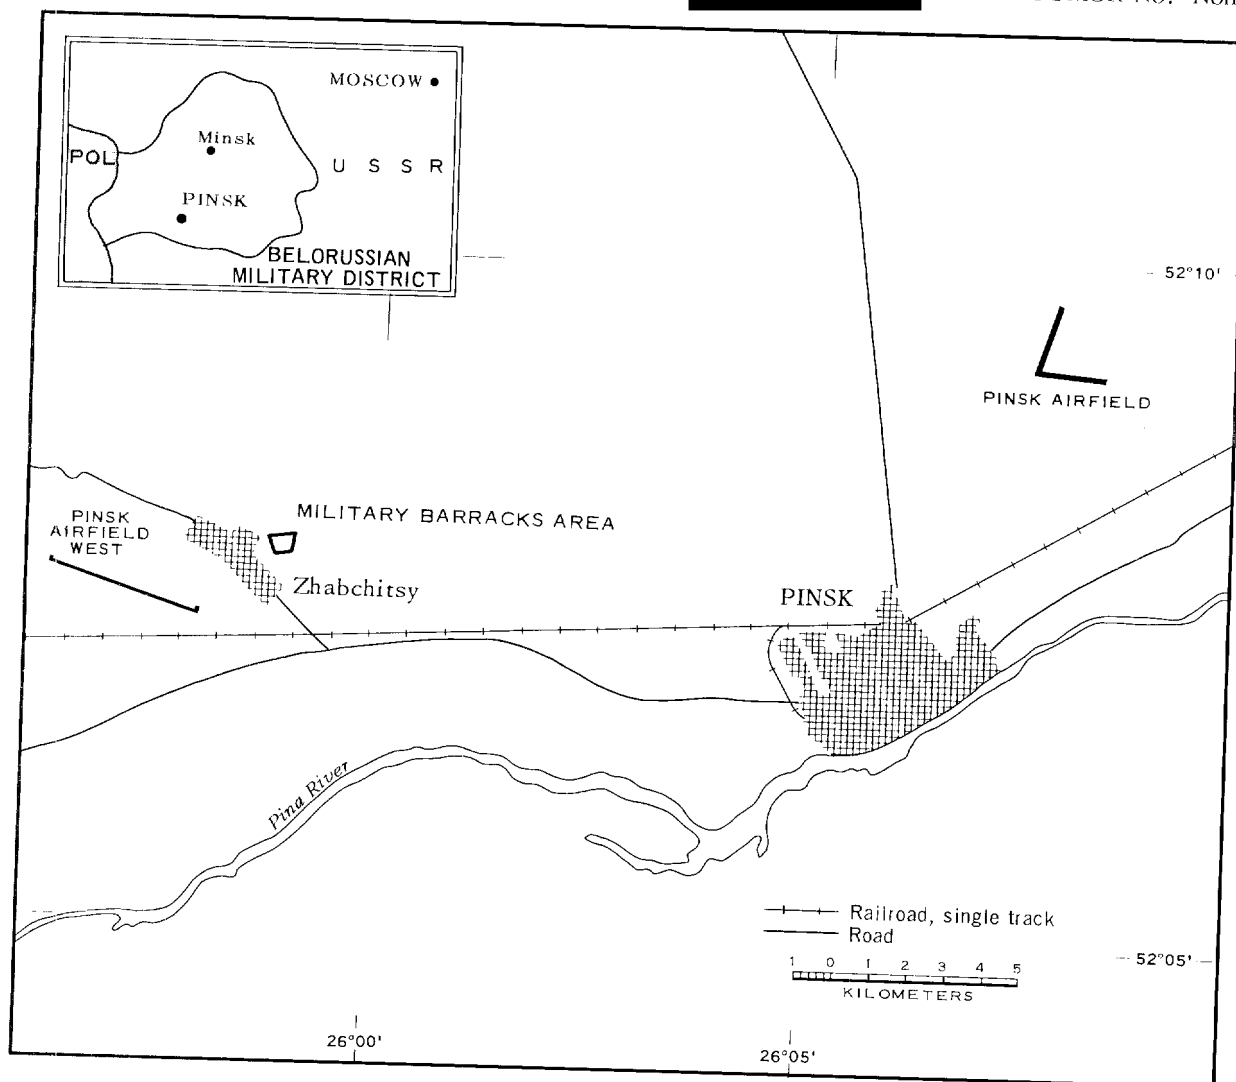 MOSCOW
Minsk
POL
U S S R
PINSK
BELORUSSIAN
MILITARY DISTRICT
52°10'
PINSK AIRFIELD
MILITARY BARRACKS AREA
PINSK
AIRFIELD
WEST
Zhabchitsy
PINSK
Pina River
Railroad, single track
Road
1 0 1 2 3 4 5
KILOMETERS
52°05'
26°00'
26°05'